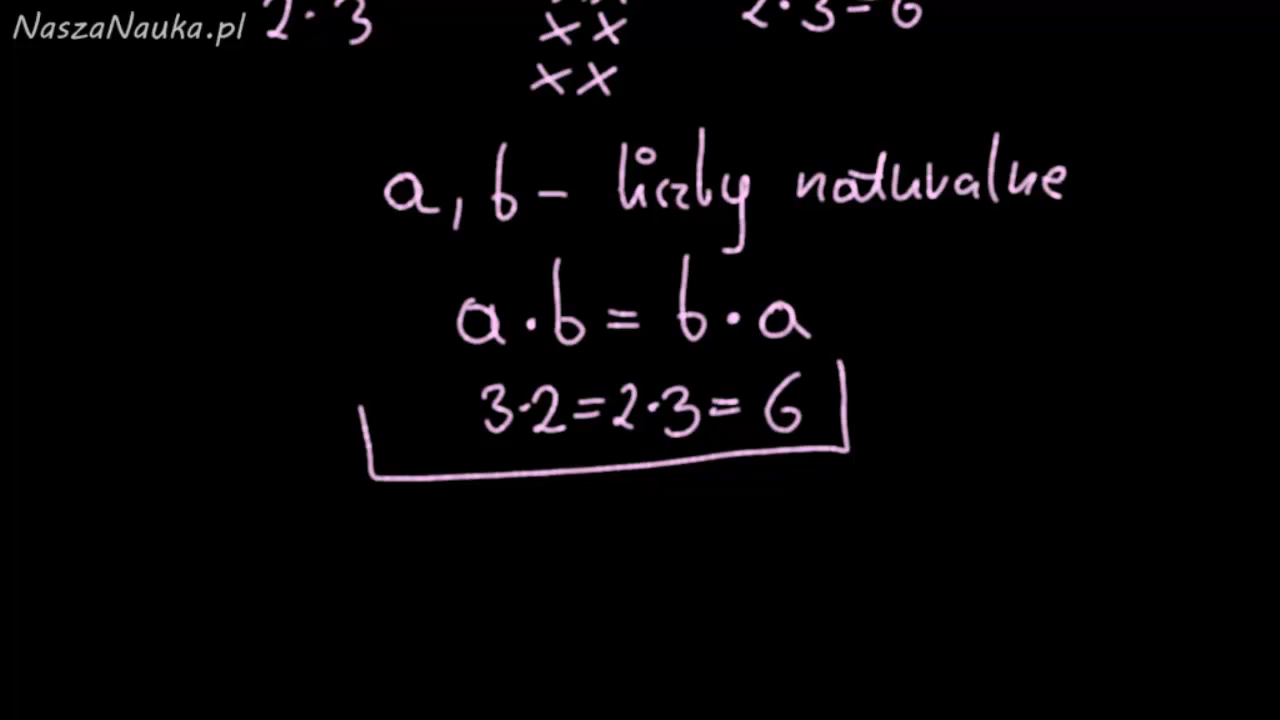 NaszaNauka.pl
2 · 3 x x 2 · 3 = 6
x x
a, b - liczby naturalne
a · b = b · a
3 · 2 = 2 · 3 = 6